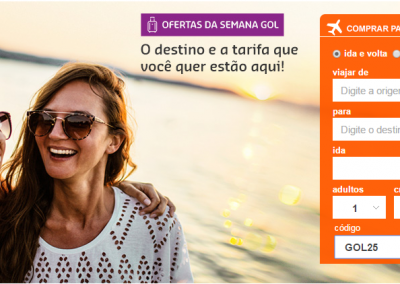 OFERTAS DA SEMANA GOL
O destino e a tarifa que
você quer estão aqui!
COMPRAR PA
ida e volta
viajar de
Digite a orige
para
Digite o desti
ida
adultos
c
1
código
GOL25